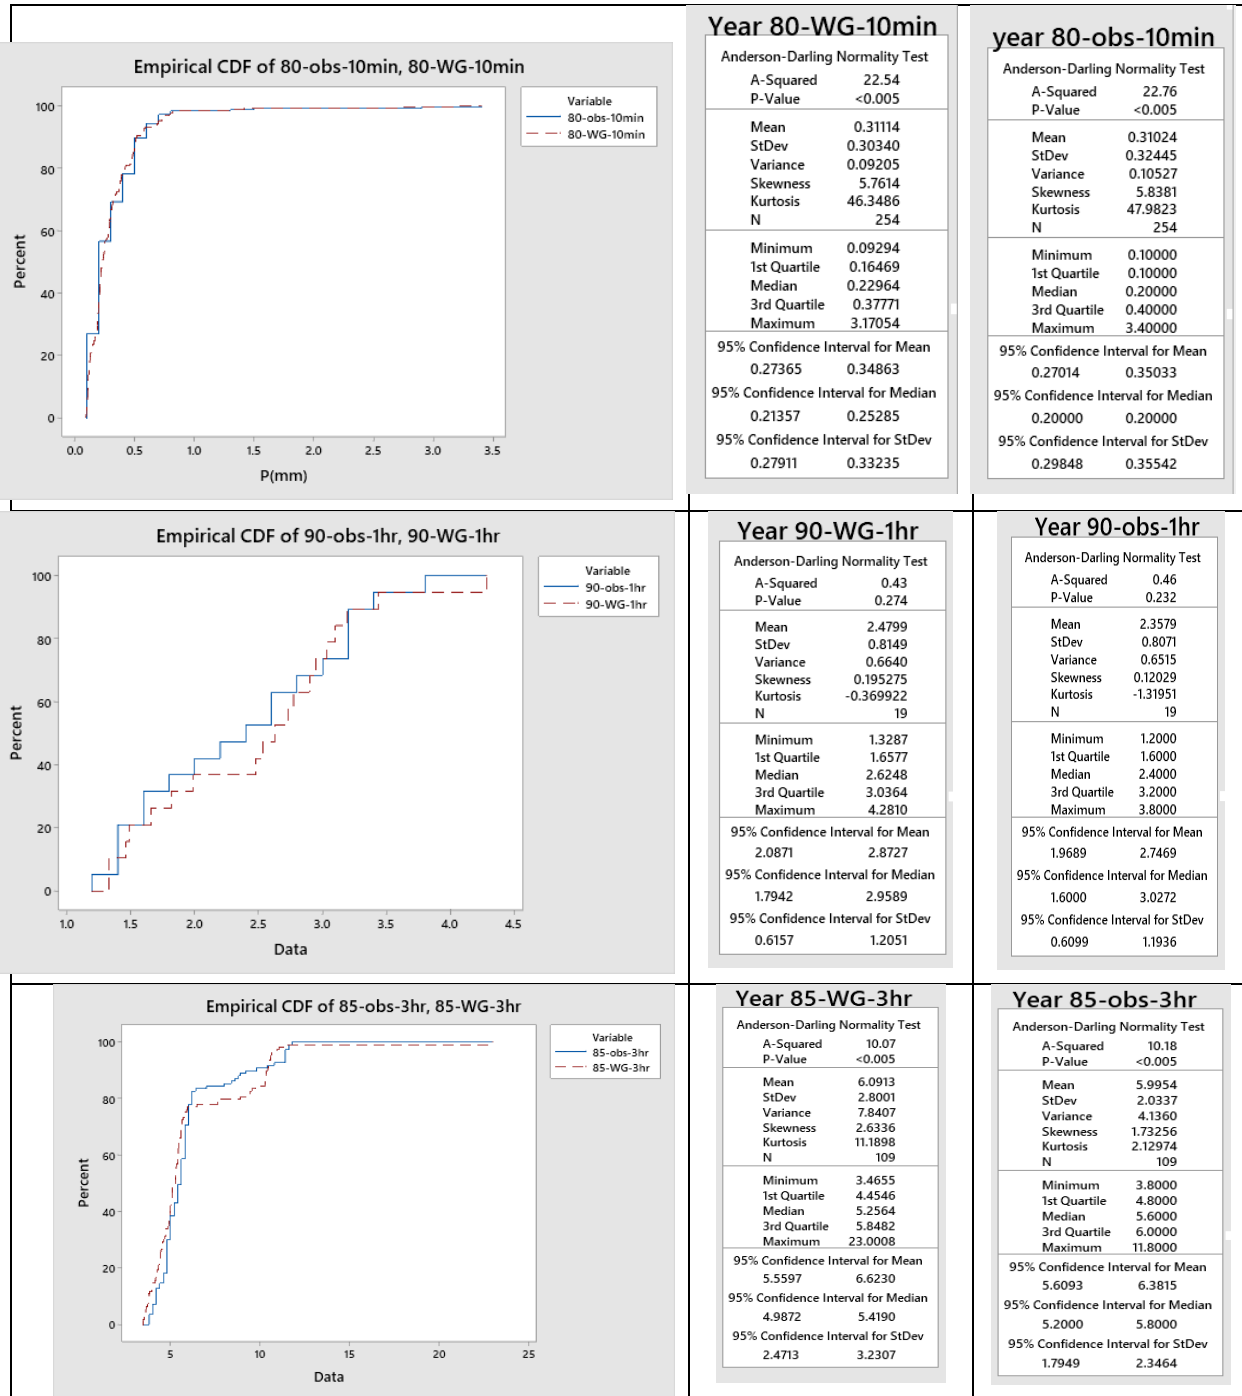 Empirical CDF of 80-obs-10min, 80-WG-10min
Variable
80-obs-10min
80-WG-10min
100
80
60
40
20
0
Percent
0.0 0.5 1.0 1.5 2.0 2.5 3.0 3.5
P(mm)
Year 80-WG-10min
Anderson-Darling Normality Test
A-Squared 22.54
P-Value <0.005
Mean 0.31114
StDev 0.30340
Variance 0.09205
Skewness 5.7614
Kurtosis 46.3486
N 254
Minimum 0.09294
1st Quartile 0.16469
Median 0.22964
3rd Quartile 0.37771
Maximum 3.17054
95% Confidence Interval for Mean
0.27365 0.34863
95% Confidence Interval for Median
0.21357 0.25285
95% Confidence Interval for StDev
0.27911 0.33235
year 80-obs-10min
Anderson-Darling Normality Test
A-Squared 22.76
P-Value <0.005
Mean 0.31024
StDev 0.32445
Variance 0.10527
Skewness 5.8381
Kurtosis 47.9823
N 254
Minimum 0.10000
1st Quartile 0.10000
Median 0.20000
3rd Quartile 0.40000
Maximum 3.40000
95% Confidence Interval for Mean
0.27014 0.35033
95% Confidence Interval for Median
0.20000 0.20000
95% Confidence Interval for StDev
0.29848 0.35542
Empirical CDF of 90-obs-1hr, 90-WG-1hr
Variable
90-obs-1hr
90-WG-1hr
100
80
60
40
20
0
Percent
1.0 1.5 2.0 2.5 3.0 3.5 4.0 4.5
Data
Year 90-WG-1hr
Anderson-Darling Normality Test
A-Squared 0.43
P-Value 0.274
Mean 2.4799
StDev 0.8149
Variance 0.6640
Skewness 0.195275
Kurtosis -0.369922
N 19
Minimum 1.3287
1st Quartile 1.6577
Median 2.6248
3rd Quartile 3.0364
Maximum 4.2810
95% Confidence Interval for Mean
2.0871 2.8727
95% Confidence Interval for Median
1.7942 2.9589
95% Confidence Interval for StDev
0.6157 1.2051
Year 90-obs-1hr
Anderson-Darling Normality Test
A-Squared 0.46
P-Value 0.232
Mean 2.3579
StDev 0.8071
Variance 0.6515
Skewness 0.12029
Kurtosis -1.31951
N 19
Minimum 1.2000
1st Quartile 1.6000
Median 2.4000
3rd Quartile 3.2000
Maximum 3.8000
95% Confidence Interval for Mean
1.9689 2.7469
95% Confidence Interval for Median
1.6000 3.0272
95% Confidence Interval for StDev
0.6099 1.1936
Empirical CDF of 85-obs-3hr, 85-WG-3hr
Variable
85-obs-3hr
85-WG-3hr
100
80
60
40
20
0
Percent
5 10 15 20 25
Data
Year 85-WG-3hr
Anderson-Darling Normality Test
A-Squared 10.07
P-Value <0.005
Mean 6.0913
StDev 2.8001
Variance 7.8407
Skewness 2.6336
Kurtosis 11.1898
N 109
Minimum 3.4655
1st Quartile 4.4546
Median 5.2564
3rd Quartile 5.8482
Maximum 23.0008
95% Confidence Interval for Mean
5.5597 6.6230
95% Confidence Interval for Median
4.9872 5.4190
95% Confidence Interval for StDev
2.4713 3.2307
Year 85-obs-3hr
Anderson-Darling Normality Test
A-Squared 10.18
P-Value <0.005
Mean 5.9954
StDev 2.0337
Variance 4.1360
Skewness 1.73256
Kurtosis 2.12974
N 109
Minimum 3.8000
1st Quartile 4.8000
Median 5.6000
3rd Quartile 6.0000
Maximum 11.8000
95% Confidence Interval for Mean
5.6093 6.3815
95% Confidence Interval for Median
5.2000 5.8000
95% Confidence Interval for StDev
1.7949 2.3464